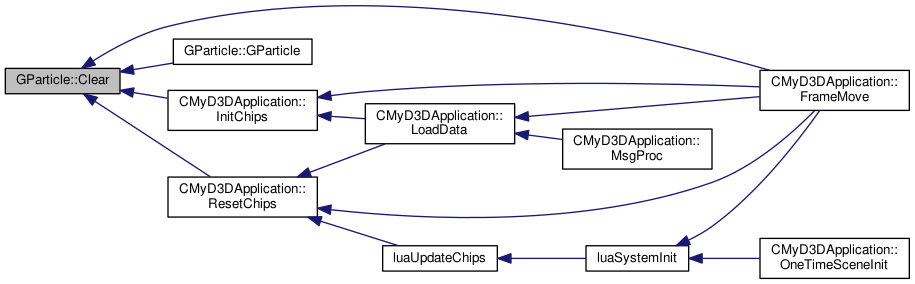 GParticle::Clear
GParticle::GParticle
CMyD3DApplication::
InitChips
CMyD3DApplication::
LoadData
CMyD3DApplication::
MsgProc
CMyD3DApplication::
FrameMove
CMyD3DApplication::
ResetChips
luaUpdateChips
luaSystemInit
CMyD3DApplication::
OneTimeSceneInit